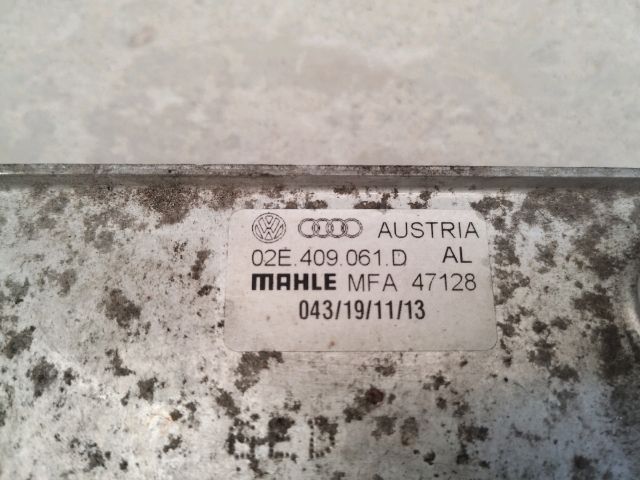 AUSTRIA
02E.409.061.D AL
MAHLE MFA 47128
043/19/11/13